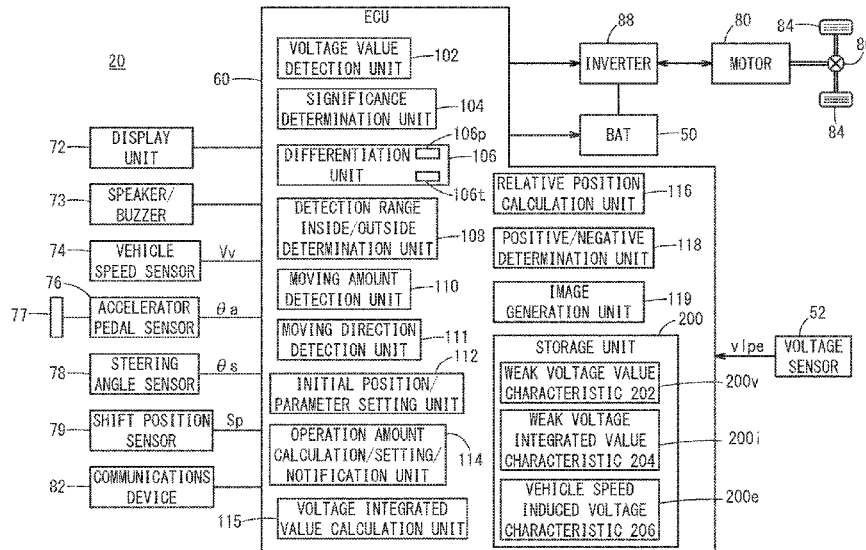 ECU
20
60
VOLTAGE VALUE
DETECTION UNIT
102
SIGNIFICANCE
DETERMINATION UNIT
104
106p
DIFFERENTIATION
UNIT
106
106t
DETECTION RANGE
INSIDE/OUTSIDE
DETERMINATION UNIT
108
MOVING AMOUNT
DETECTION UNIT
110
MOVING DIRECTION
DETECTION UNIT
111
112
INITIAL POSITION/
PARAMETER SETTING UNIT
OPERATION AMOUNT
CALCULATION/SETTING/
NOTIFICATION UNIT
114
115
VOLTAGE INTEGRATED
VALUE CALCULATION UNIT
72
DISPLAY
UNIT
73
SPEAKER/
BUZZER
74
VEHICLE
SPEED SENSOR
Vv
76
77
ACCELERATOR
PEDAL SENSOR
θa
78
STEERING
ANGLE SENSOR
θs
79
SHIFT POSITION
SENSOR
Sp
82
COMMUNICATIONS
DEVICE
88
INVERTER
80
MOTOR
84
84
BAT
50
RELATIVE POSITION
CALCULATION UNIT
116
POSITIVE/NEGATIVE
DETERMINATION UNIT
118
IMAGE
GENERATION UNIT
119
200
STORAGE UNIT
WEAK VOLTAGE VALUE
CHARACTERISTIC 202
200v
WEAK VOLTAGE
INTEGRATED VALUE
CHARACTERISTIC 204
200i
VEHICLE SPEED
INDUCED VOLTAGE
CHARACTERISTIC 206
200e
vlpe
52
VOLTAGE
SENSOR